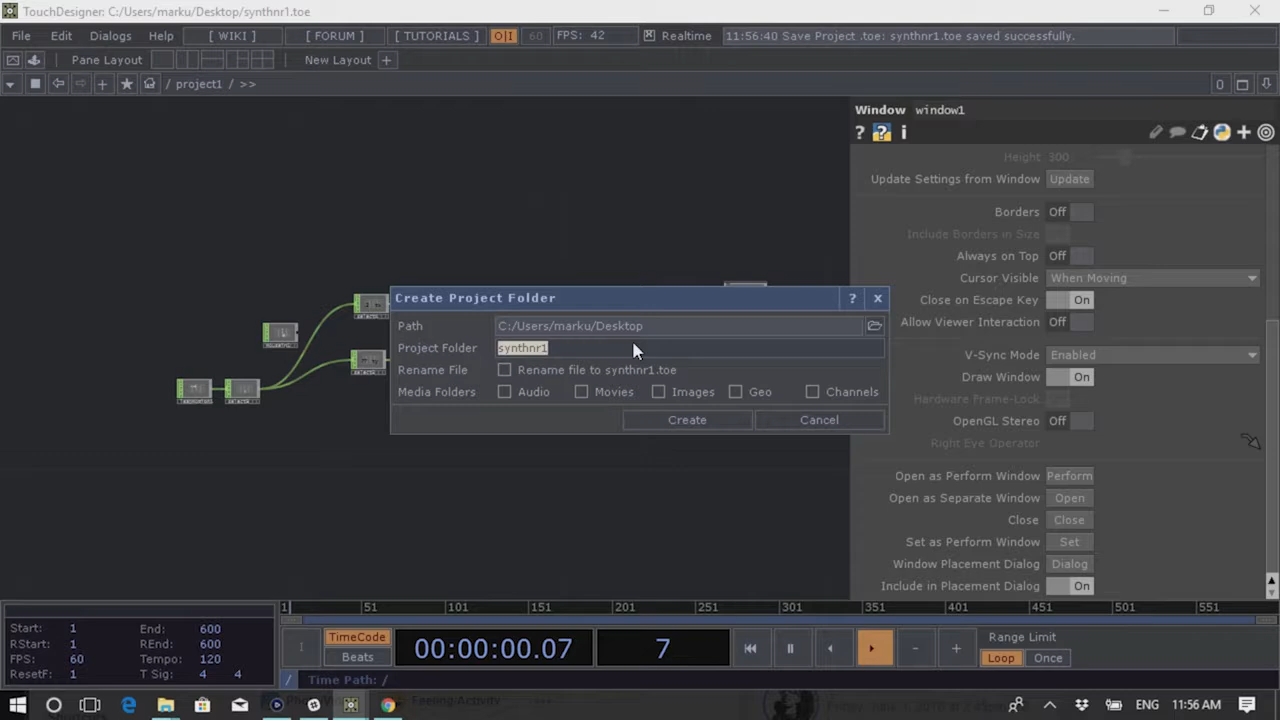 TouchDesigner: C:/Users/marku/Desktop/synthnr1.toe
File Edit Dialogs Help [ WIKI ] [ FORUM ] [ TUTORIALS ] O|I 60 FPS: 42 Realtime 11:56:40 Save Project .toe: synthnr1.toe saved successfully.
Pane Layout New Layout +
/ project1 / >> 0
Window window1
Height 300
Update Settings from Window Update
Borders Off
Include Borders in Size
Always on Top Off
Cursor Visible When Moving
Close on Escape Key On
Allow Viewer Interaction Off
V-Sync Mode Enabled
Draw Window On
Hardware Frame-Lock
OpenGL Stereo Off
Right Eye Operator
Open as Perform Window Perform
Open as Separate Window Open
Close Close
Set as Perform Window Set
Window Placement Dialog Dialog
Include in Placement Dialog On
Create Project Folder ?
Path C:/Users/marku/Desktop
Project Folder synthnr1
Rename File Rename file to synthnr1.toe
Media Folders Audio Movies Images Geo Channels
Create Cancel
1 51 101 151 201 251 301 351 401 451 501 551
Start: 1 End: 600
RStart: 1 REnd: 600
FPS: 60 Tempo: 120
ResetF: 1 T Sig: 4 4
TimeCode
Beats
00:00:00.07 7
Range Limit
Loop Once
/ Time Path: /
ENG 11:56 AM